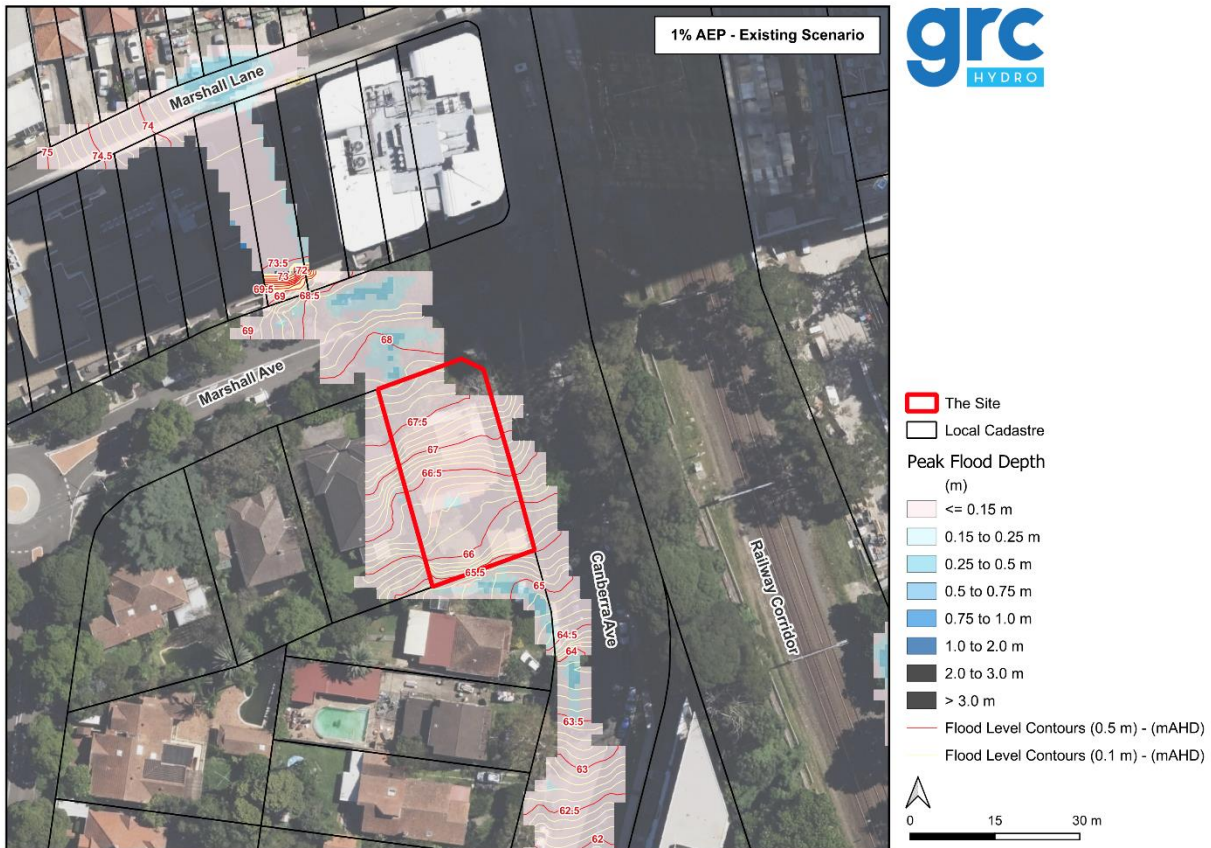 1% AEP - Existing Scenario
grc
HYDRO
Marshall Lane
74
75
74.5
73.5
72
73
69.5
69
68.5
69
68
Marshall Ave
67.5
67
66.5
66
65.5
65
Canberra Ave
Railway Corridor
64.5
64
63.5
63
62.5
62
The Site
Local Cadastre
Peak Flood Depth
(m)
<= 0.15 m
0.15 to 0.25 m
0.25 to 0.5 m
0.5 to 0.75 m
0.75 to 1.0 m
1.0 to 2.0 m
2.0 to 3.0 m
> 3.0 m
Flood Level Contours (0.5 m) - (mAHD)
Flood Level Contours (0.1 m) - (mAHD)
0 15 30 m